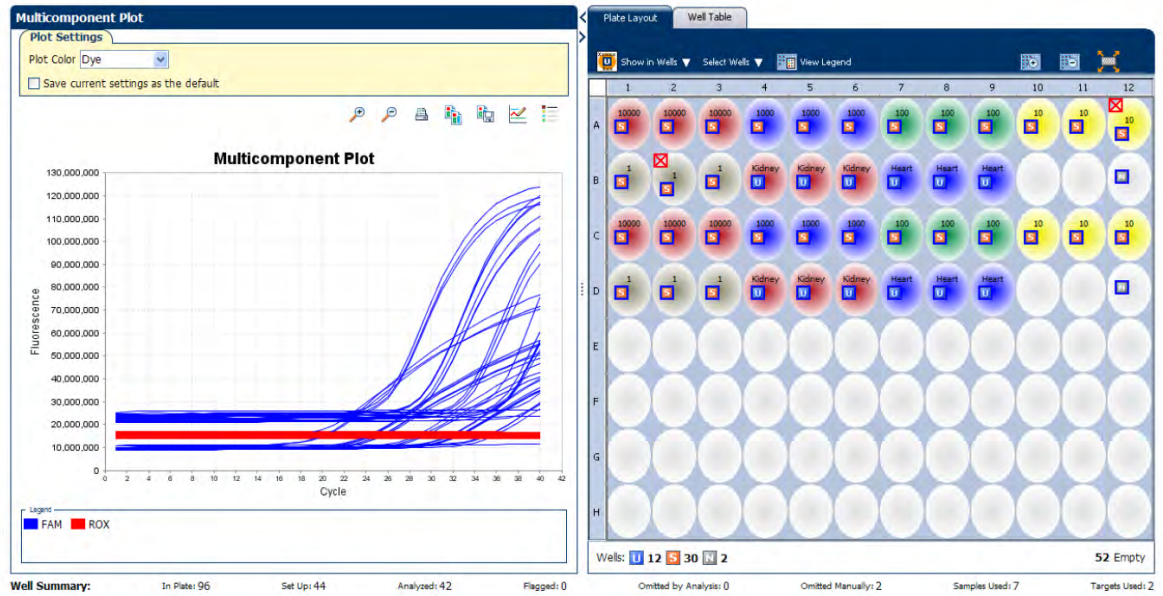 Multicomponent Plot
Plot Settings
Plot Color Dye
Save current settings as the default
Multicomponent Plot
130,000,000
120,000,000
110,000,000
100,000,000
90,000,000
80,000,000
70,000,000
60,000,000
50,000,000
40,000,000
30,000,000
20,000,000
10,000,000
0
Fluorescence
0 2 4 6 8 10 12 14 16 18 20 22 24 26 28 30 32 34 36 38 40 42
Cycle
Legend
FAM ROX
Plate Layout Well Table
Show in Wells ▼ Select Wells ▼ View Legend
1 2 3 4 5 6 7 8 9 10 11 12
10000 10000 10000 1000 1000 1000 100 100 100 10 10 10
A S S S S S S S S S S S S
1 1 1 Kidney Kidney Kidney Heart Heart Heart
B S S S U U U U U U N
10000 10000 10000 1000 1000 1000 100 100 100 10 10 10
C S S S S S S S S S S S S
1 1 1 Kidney Kidney Kidney Heart Heart Heart
D S S S U U U U U U N
E
F
G
H
Wells: U 12 S 30 N 2 52 Empty
Well Summary: In Plate: 96 Set Up: 44 Analyzed: 42 Flagged: 0 Omitted by Analysis: 0 Omitted Manually: 2 Samples Used: 7 Targets Used: 2